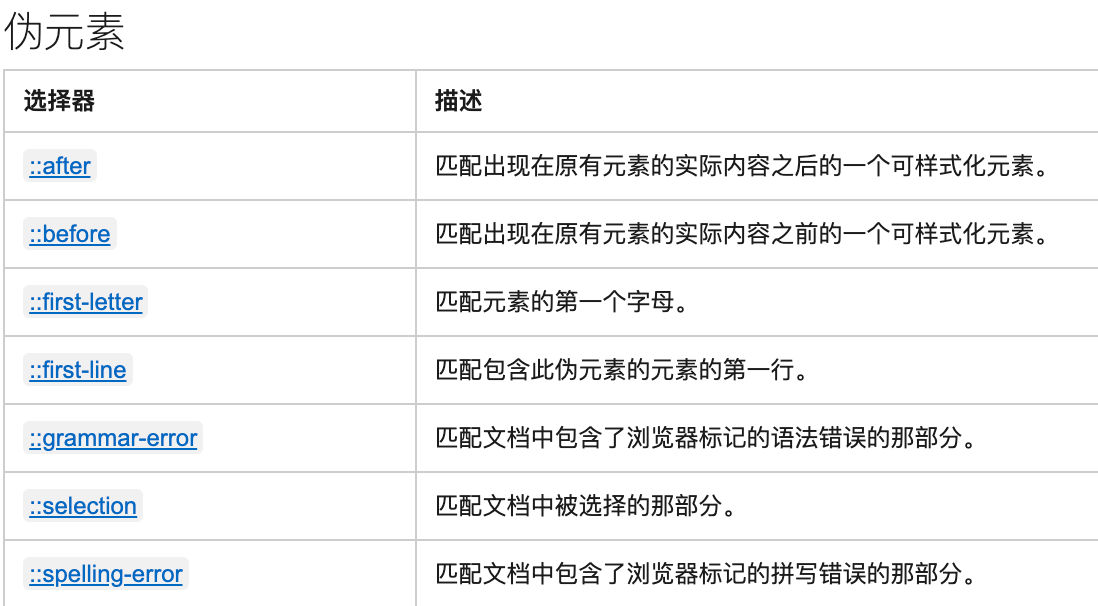 伪元素
选择器 描述
::after 匹配出现在原有元素的实际内容之后的一个可样式化元素。
::before 匹配出现在原有元素的实际内容之前的一个可样式化元素。
::first-letter 匹配元素的第一个字母。
::first-line 匹配包含此伪元素的元素的第一行。
::grammar-error 匹配文档中包含了浏览器标记的语法错误的那部分。
::selection 匹配文档中被选择的那部分。
::spelling-error 匹配文档中包含了浏览器标记的拼写错误的那部分。